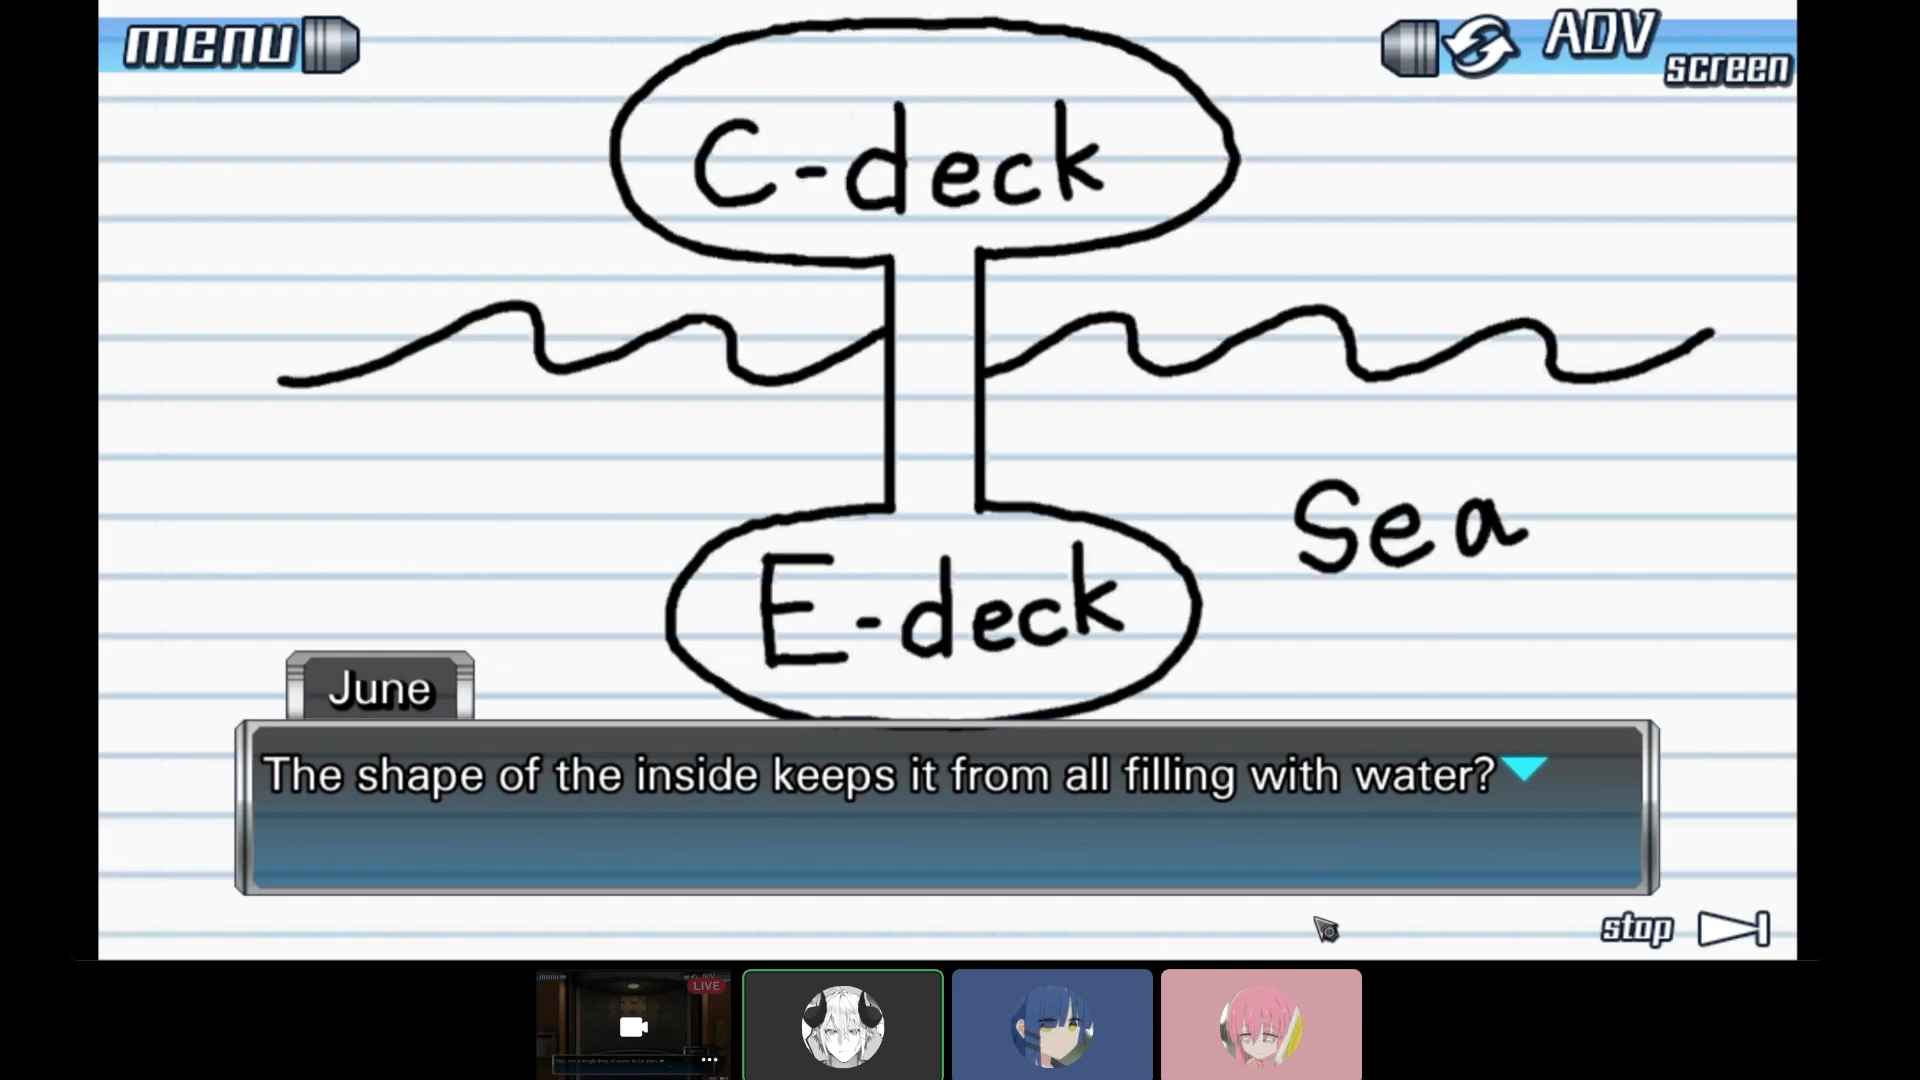 menu
ADV
screen
C-deck
Sea
E-deck
June
The shape of the inside keeps it from all filling with water?
stop
LIVE